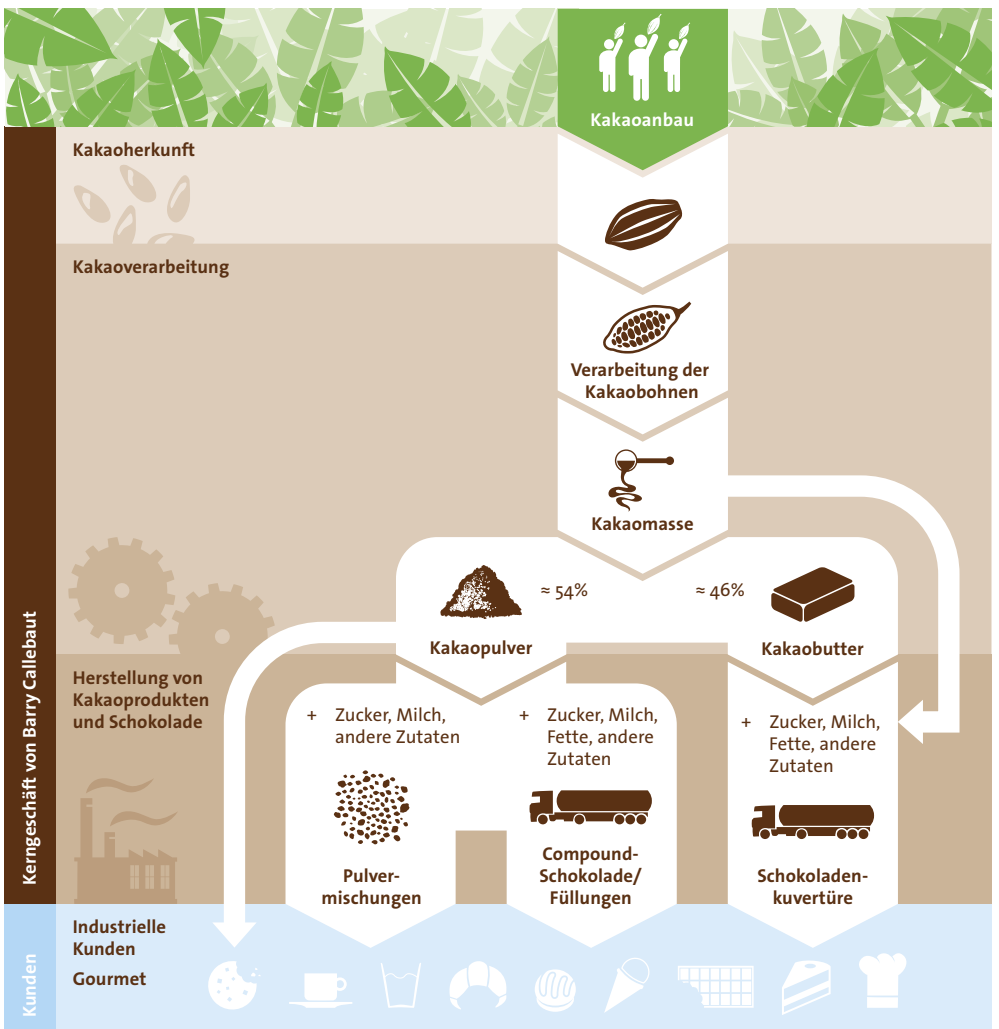 Kakaoanbau
Kakaoherkunft
Kakaoverarbeitung
Verarbeitung der
Kakaobohnen
Kakaomasse
≈ 54%
≈ 46%
Kakaopulver
Kakaobutter
Kerngeschäft von Barry Callebaut
Herstellung von
Kakaoprodukten
und Schokolade
+ Zucker, Milch,
andere Zutaten
+ Zucker, Milch,
Fette, andere
Zutaten
+ Zucker, Milch,
Fette, andere
Zutaten
Pulver-
mischungen
Compound-
Schokolade/
Füllungen
Schokoladen-
kuvertüre
Kunden
Industrielle
Kunden
Gourmet